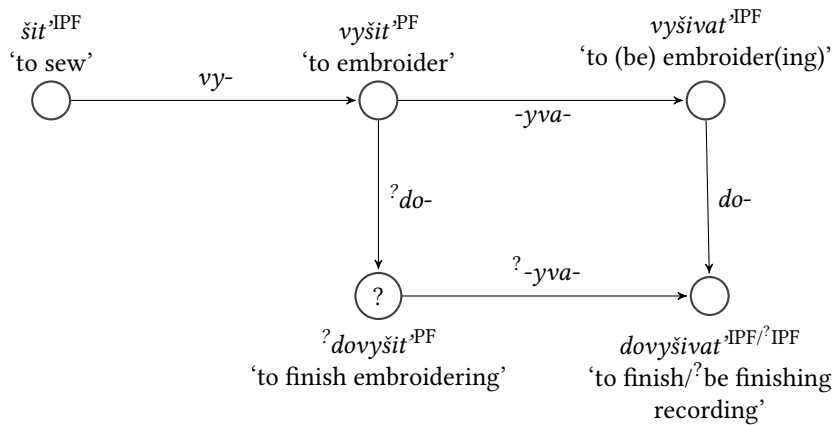 šit’IPF
‘to sew’
vy-
vyšit’PF
‘to embroider’
-yva-
vyšivat’IPF
‘to (be) embroider(ing)’
?do-
do-
?
?-yva-
?dovyšit’PF
‘to finish embroidering’
dovyšivat’IPF/?IPF
‘to finish/?be finishing
recording’